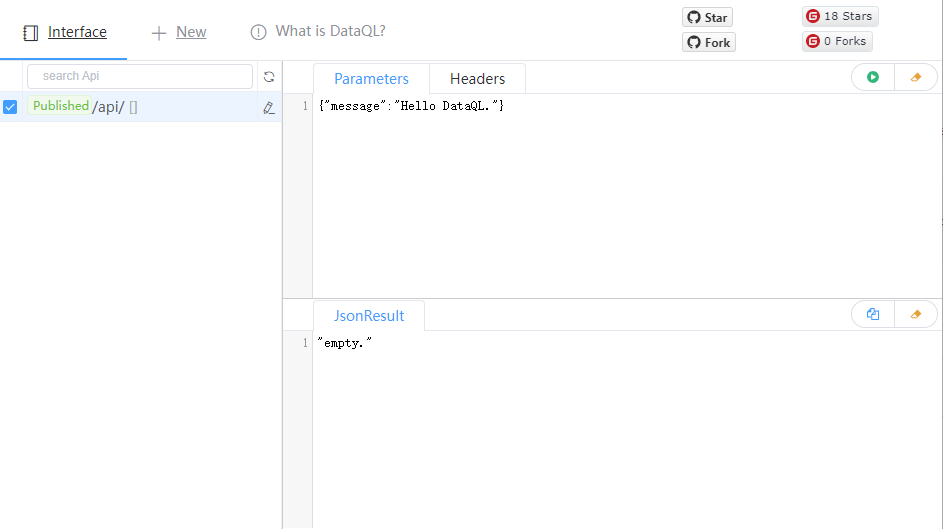 Interface New What is DataQL? Star 18 Stars
Fork 0 Forks
search Api
Published /api/ []
Parameters Headers
1 {"message":"Hello DataQL."}
JsonResult
1 "empty."